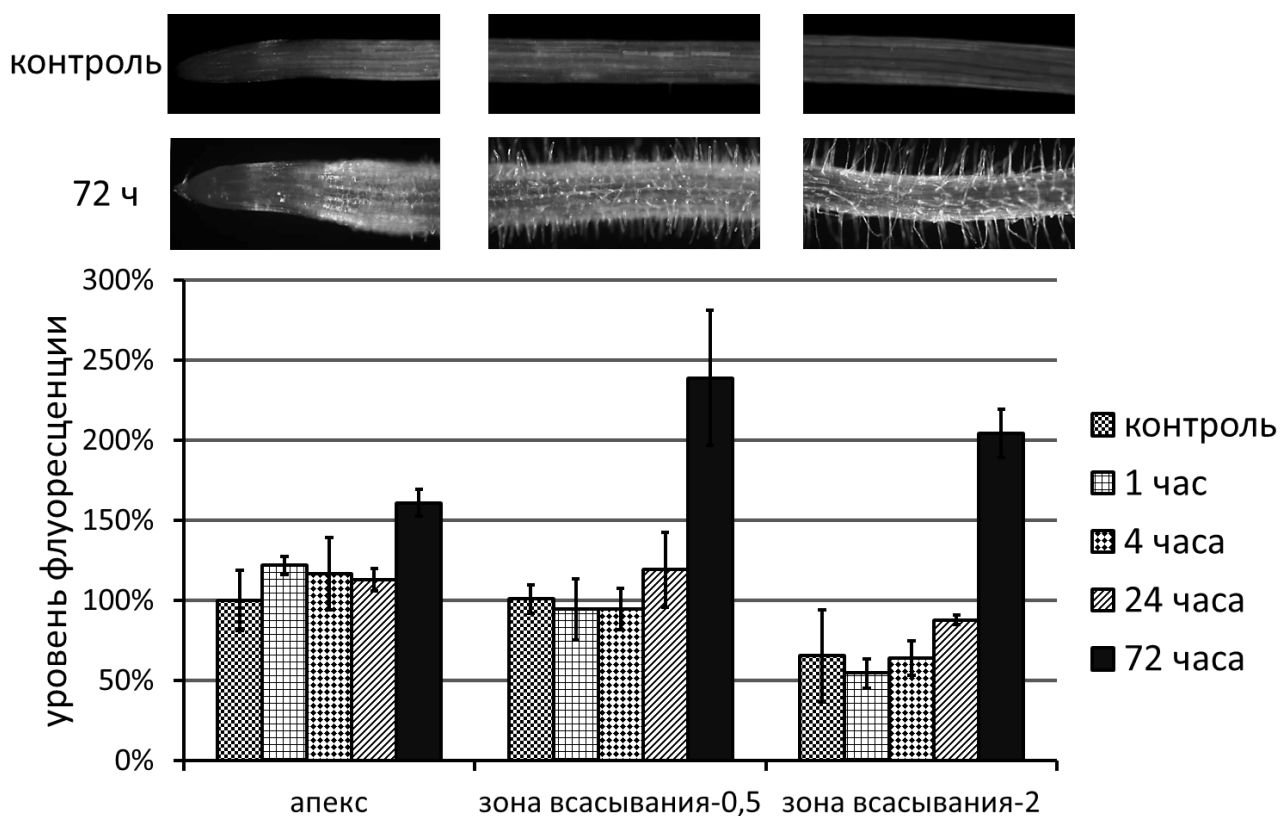 контроль
72 ч
300%
250%
200%
150%
100%
50%
0%
уровень флуоресценции
апекс
зона всасывания-0,5
зона всасывания-2
контроль
1 час
4 часа
24 часа
72 часа